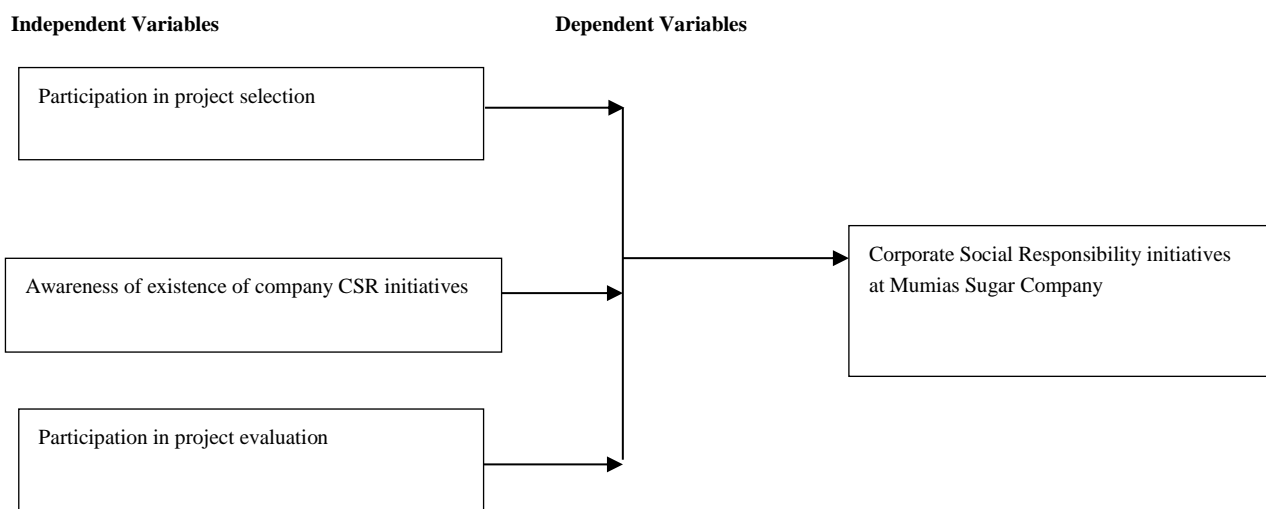 Independent Variables
Dependent Variables
Participation in project selection
Awareness of existence of company CSR initiatives
Corporate Social Responsibility initiatives
at Mumias Sugar Company
Participation in project evaluation